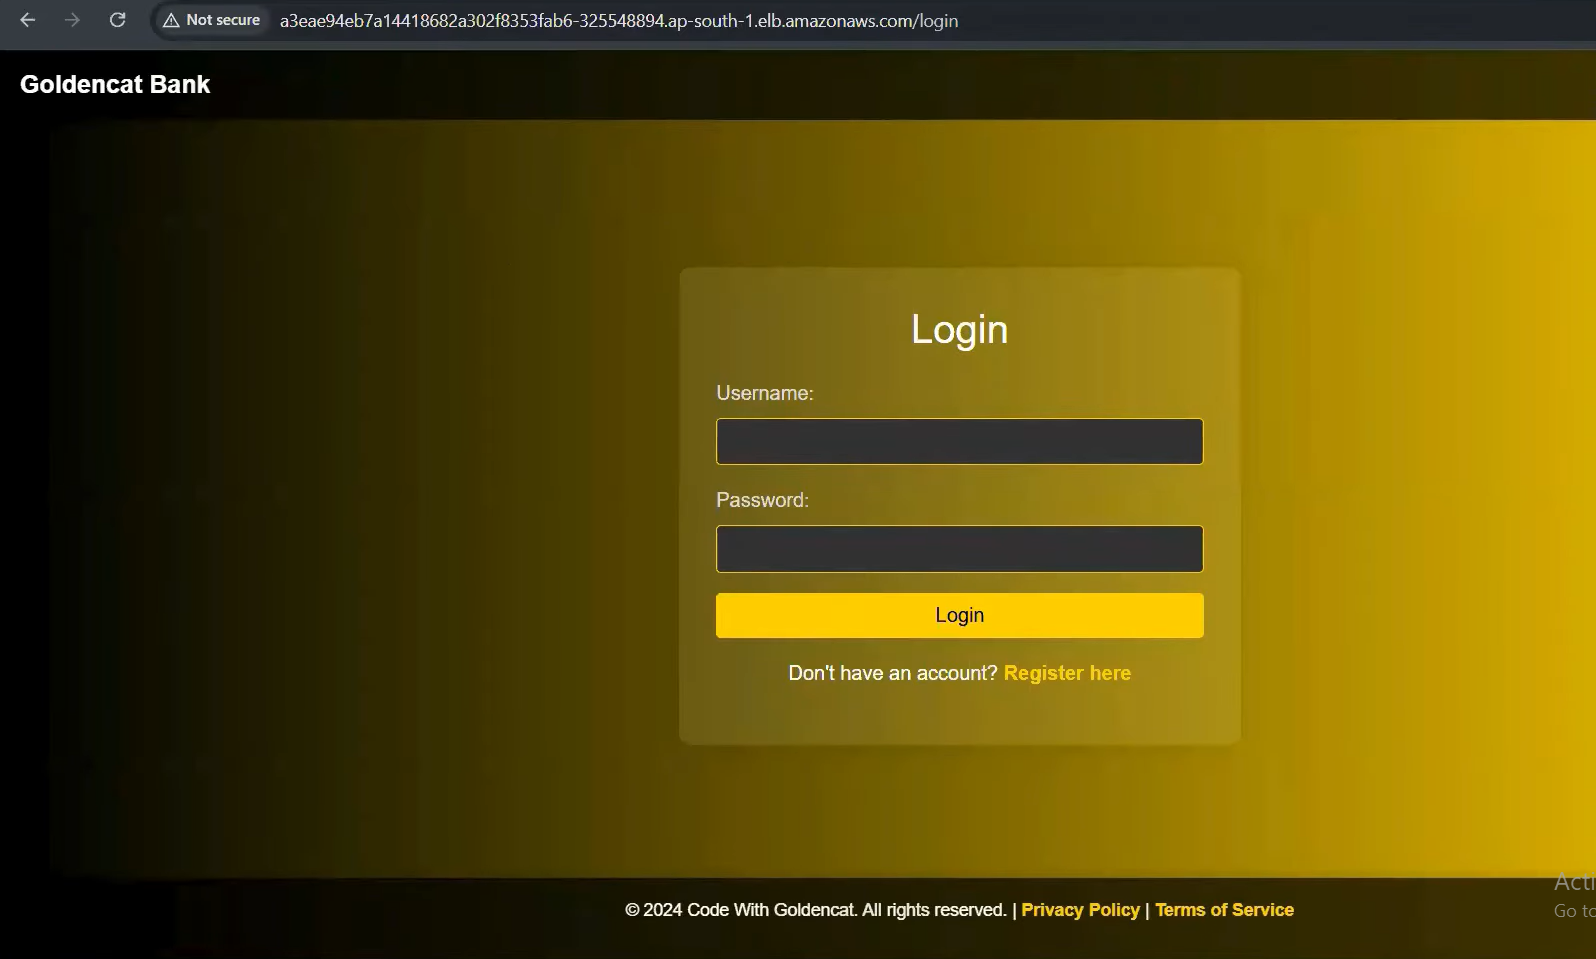 Not secure a3eae94eb7a14418682a302f8353fab6-325548894.ap-south-1.elb.amazonaws.com/login
Goldencat Bank
Login
Username:
Password:
Login
Don't have an account? Register here
© 2024 Code With Goldencat. All rights reserved. | Privacy Policy | Terms of Service
Go to